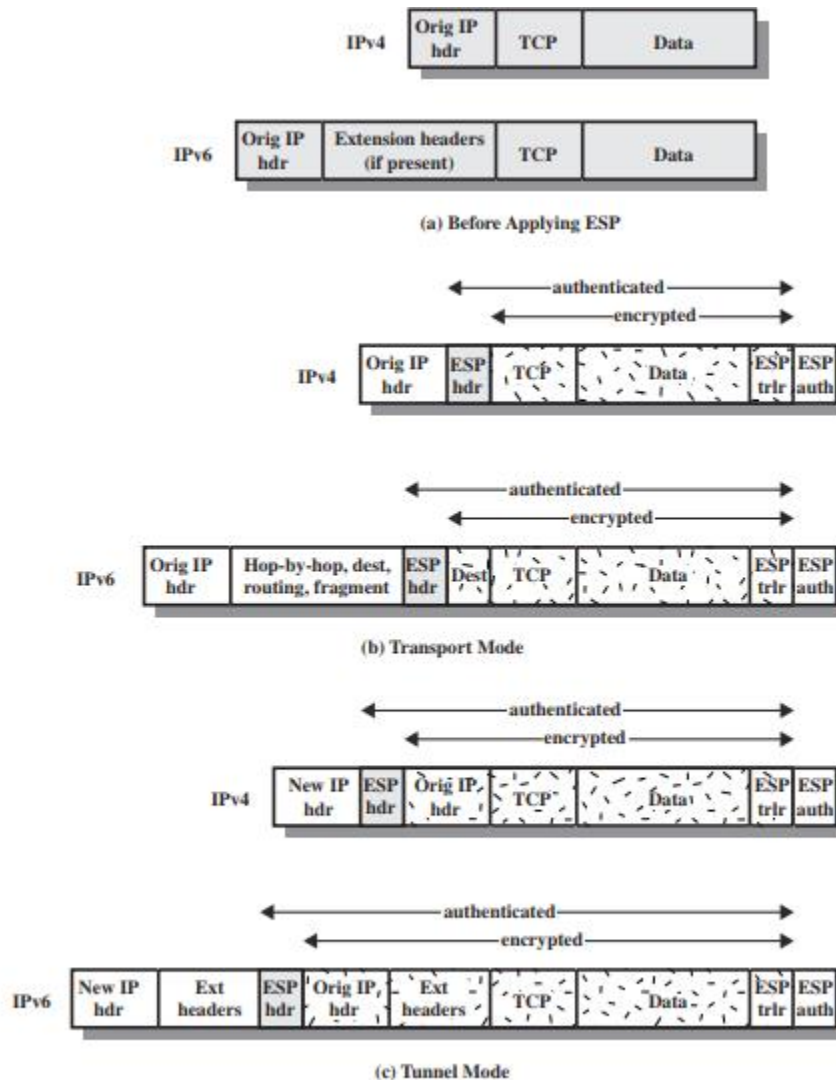 IPv4
Orig IP hdr
TCP
Data
IPv6
Orig IP hdr
Extension headers (if present)
TCP
Data
(a) Before Applying ESP
authenticated
encrypted
IPv4
Orig IP hdr
ESP hdr
TCP
Data
ESP trlr
ESP auth
authenticated
encrypted
IPv6
Orig IP hdr
Hop-by-hop, dest, routing, fragment
ESP hdr
Dest
TCP
Data
ESP trlr
ESP auth
(b) Transport Mode
authenticated
encrypted
IPv4
New IP hdr
ESP hdr
Orig IP hdr
TCP
Data
ESP trlr
ESP auth
authenticated
encrypted
IPv6
New IP hdr
Ext headers
ESP hdr
Orig IP hdr
Ext headers
TCP
Data
ESP trlr
ESP auth
(c) Tunnel Mode